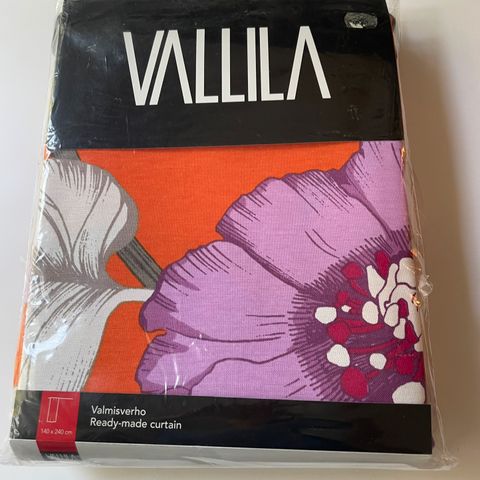 VALLILA
Valmisverho
Ready-made curtain
140 x 240 cm